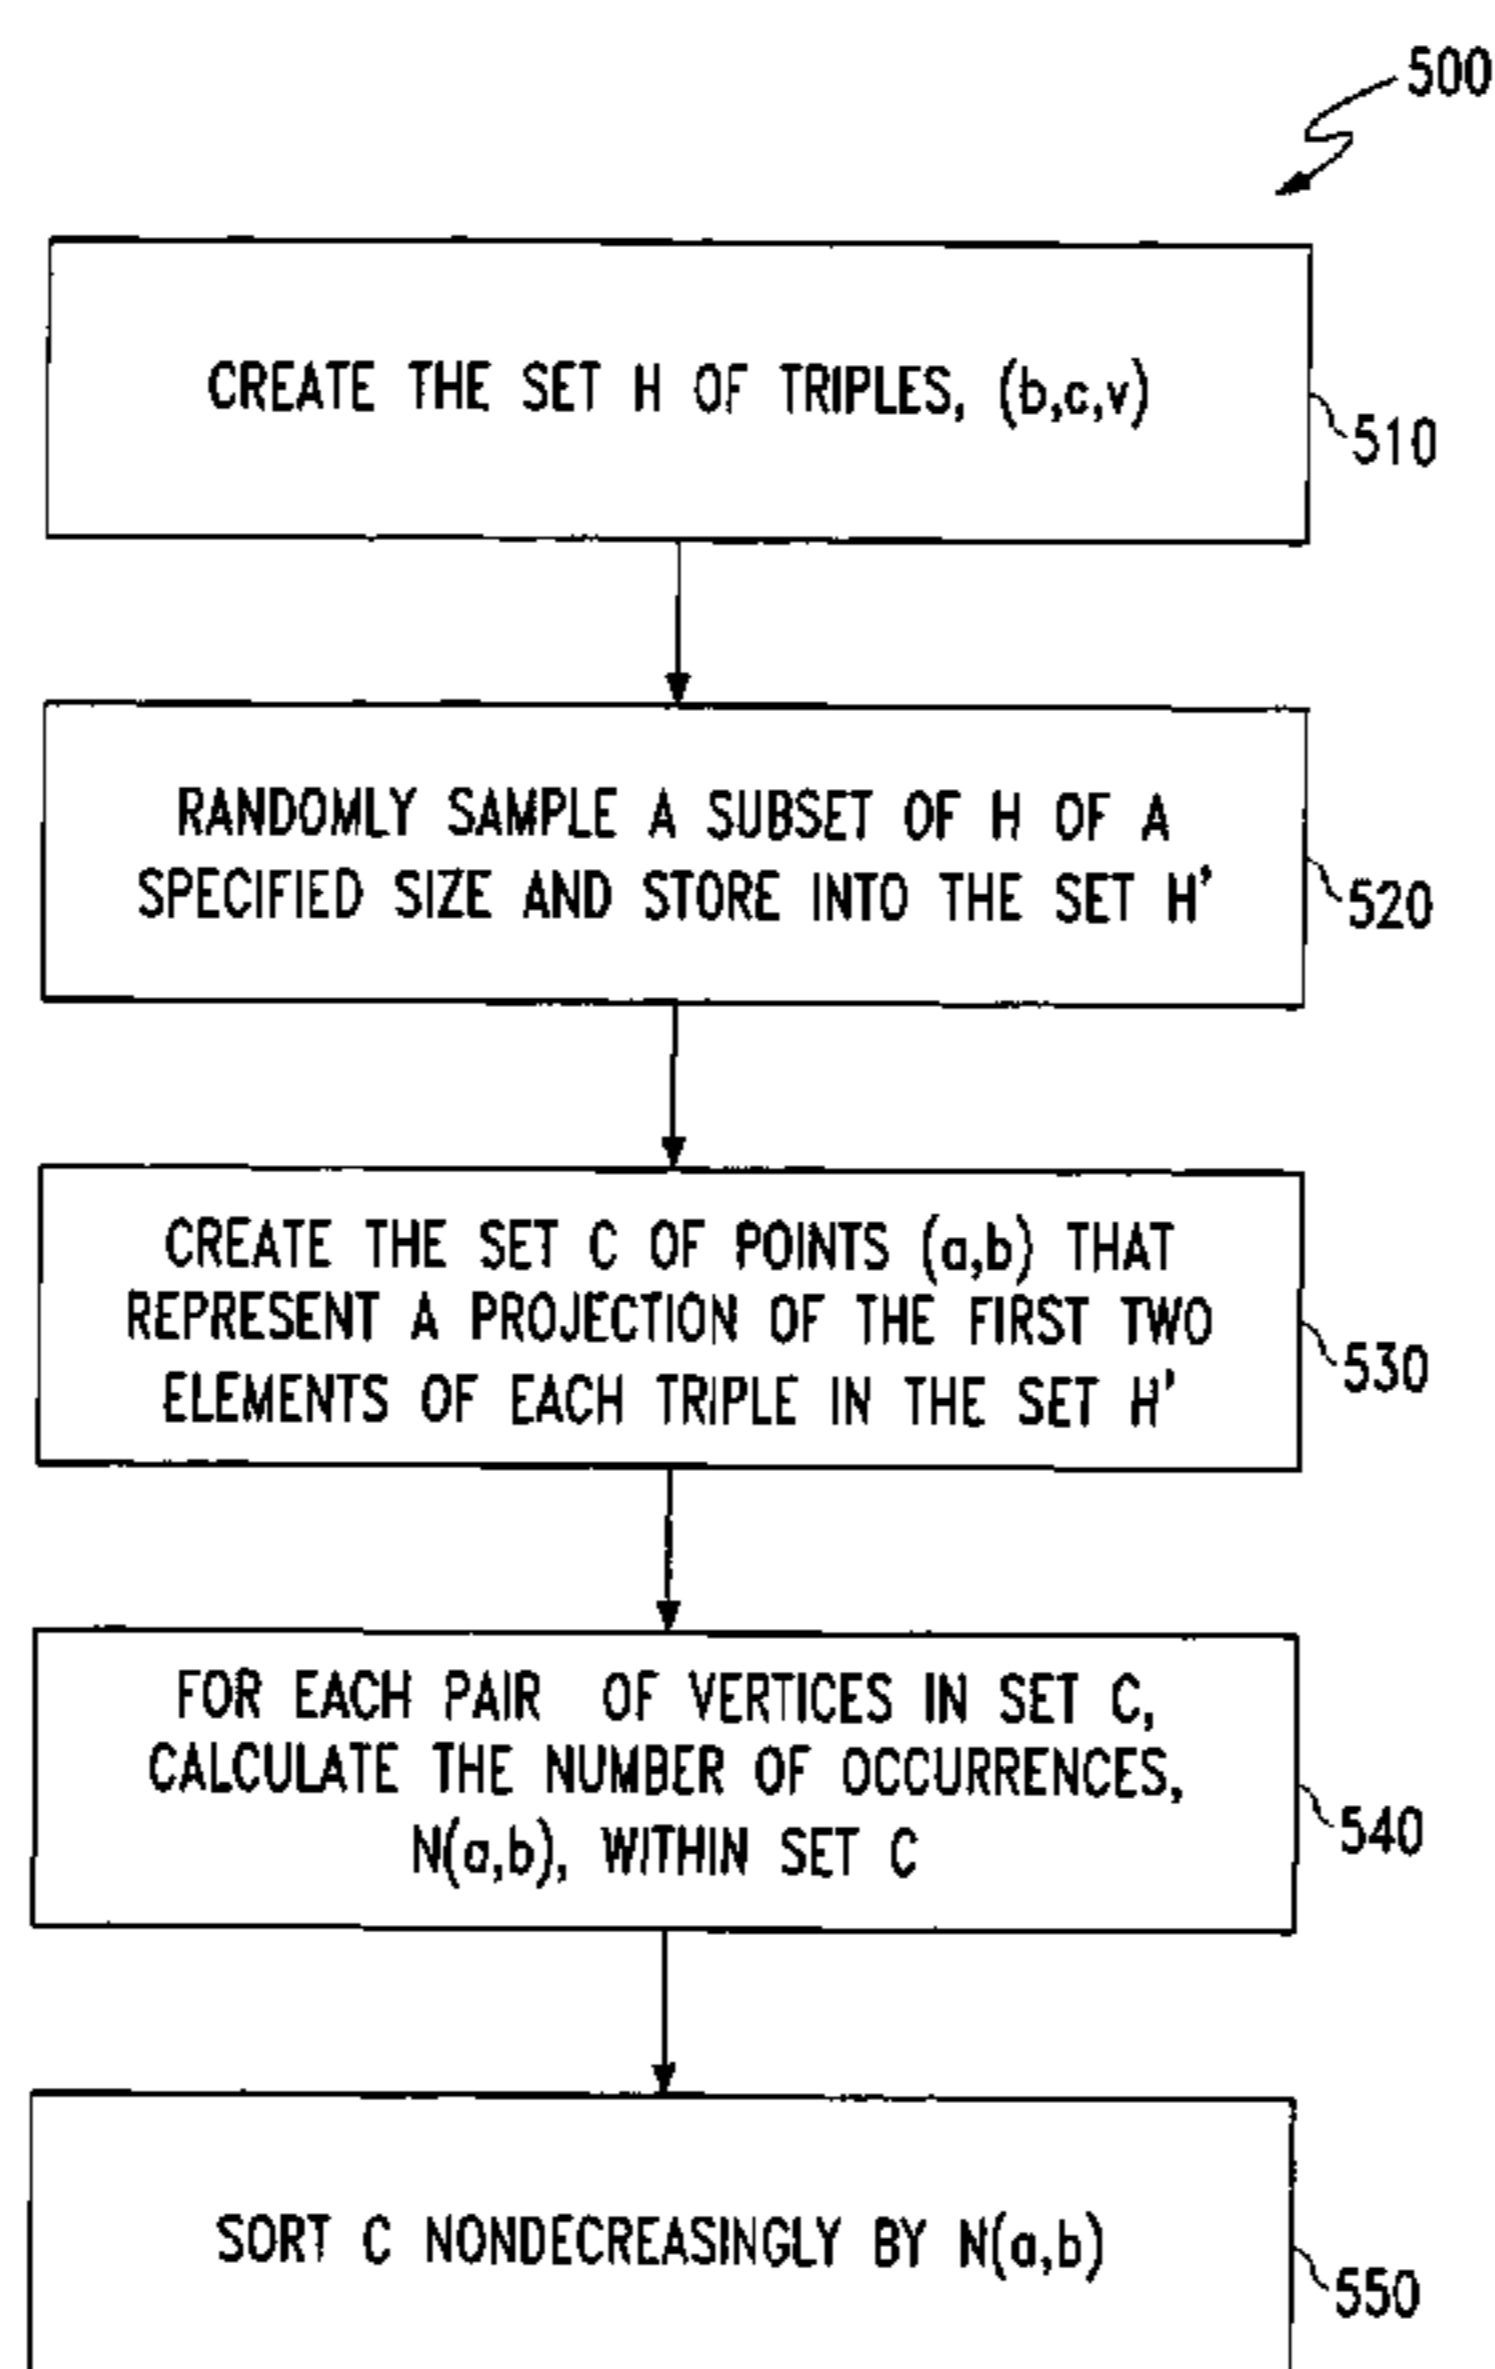 500
CREATE THE SET H OF TRIPLES, (b,c,v)
510
RANDOMLY SAMPLE A SUBSET OF H OF A
SPECIFIED SIZE AND STORE INTO THE SET H'
520
CREATE THE SET C OF POINTS (a,b) THAT
REPRESENT A PROJECTION OF THE FIRST TWO
ELEMENTS OF EACH TRIPLE IN THE SET H'
530
FOR EACH PAIR OF VERTICES IN SET C,
CALCULATE THE NUMBER OF OCCURRENCES,
N(a,b), WITHIN SET C
540
SORT C NONDECREASINGLY BY N(a,b)
550